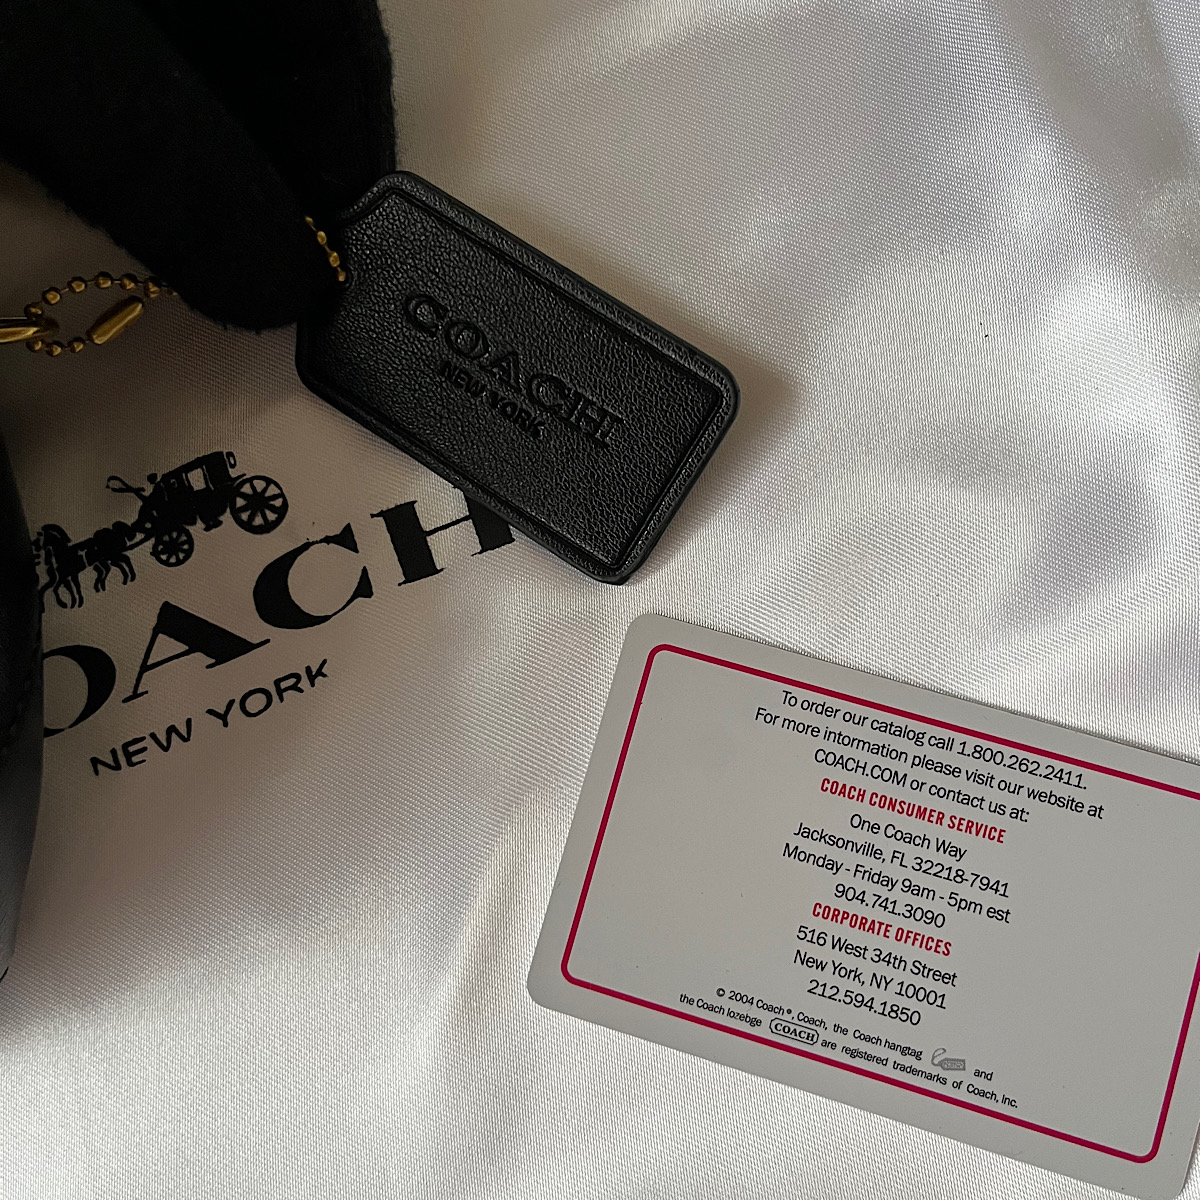 COACH
NEW YORK
OACH
NEW YORK
To order our catalog call 1.800.262.2411.
For more intormation please visit our website at
COACH.COM or contact us at:
COACH CONSUMER SERVICE
One Coach Way
Jacksonville, FL 32218-7941
Monday - Friday 9am - 5pm est
904.741.3090
CORPORATE OFFICES
516 West 34th Street
New York, NY 10001
212.594.1850
© 2004 Coach®, Coach, the Coach hangtag and
the Coach lozebge COACH are registered trademarks of Coach, Inc.